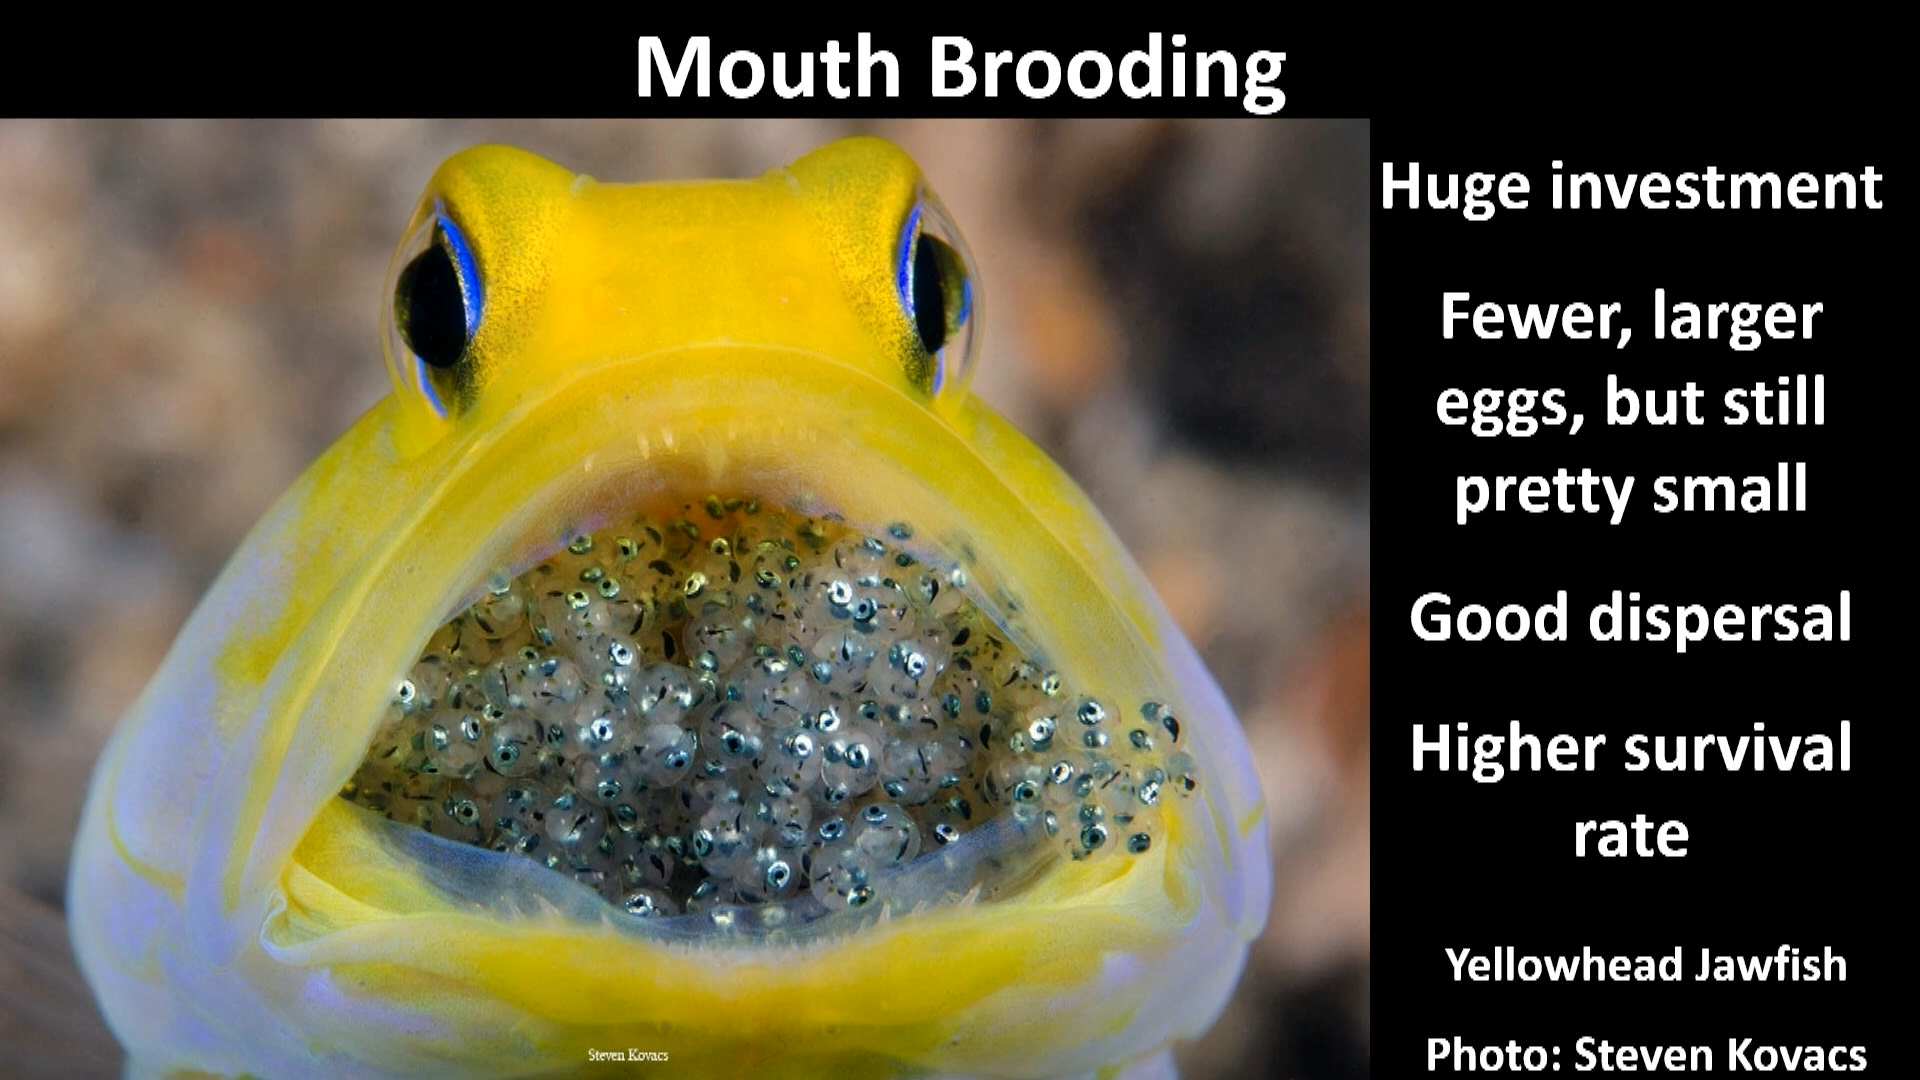 Mouth Brooding
Huge investment
Fewer, larger
eggs, but still
pretty small
Good dispersal
Higher survival
rate
Yellowhead Jawfish
Photo: Steven Kovacs
Steven Kovacs